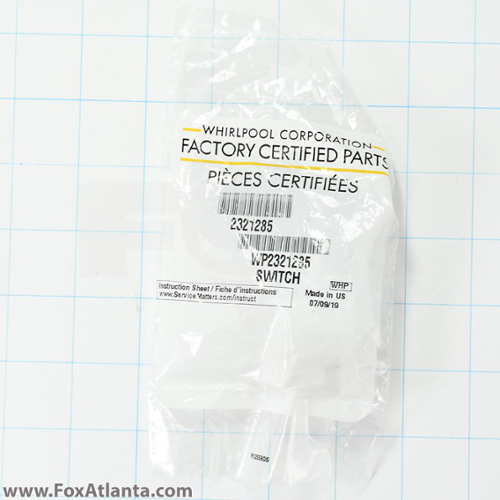 WHIRLPOOL CORPORATION
FACTORY CERTIFIED PARTS
PIÈCES CERTIFIÉES
2321285
WP2321285
SWITCH
WHP
Instruction Sheet / Fiche d'instructions
www.ServiceMatters.com/instruct
Made in US
07/09/19
www.FoxAtlanta.com